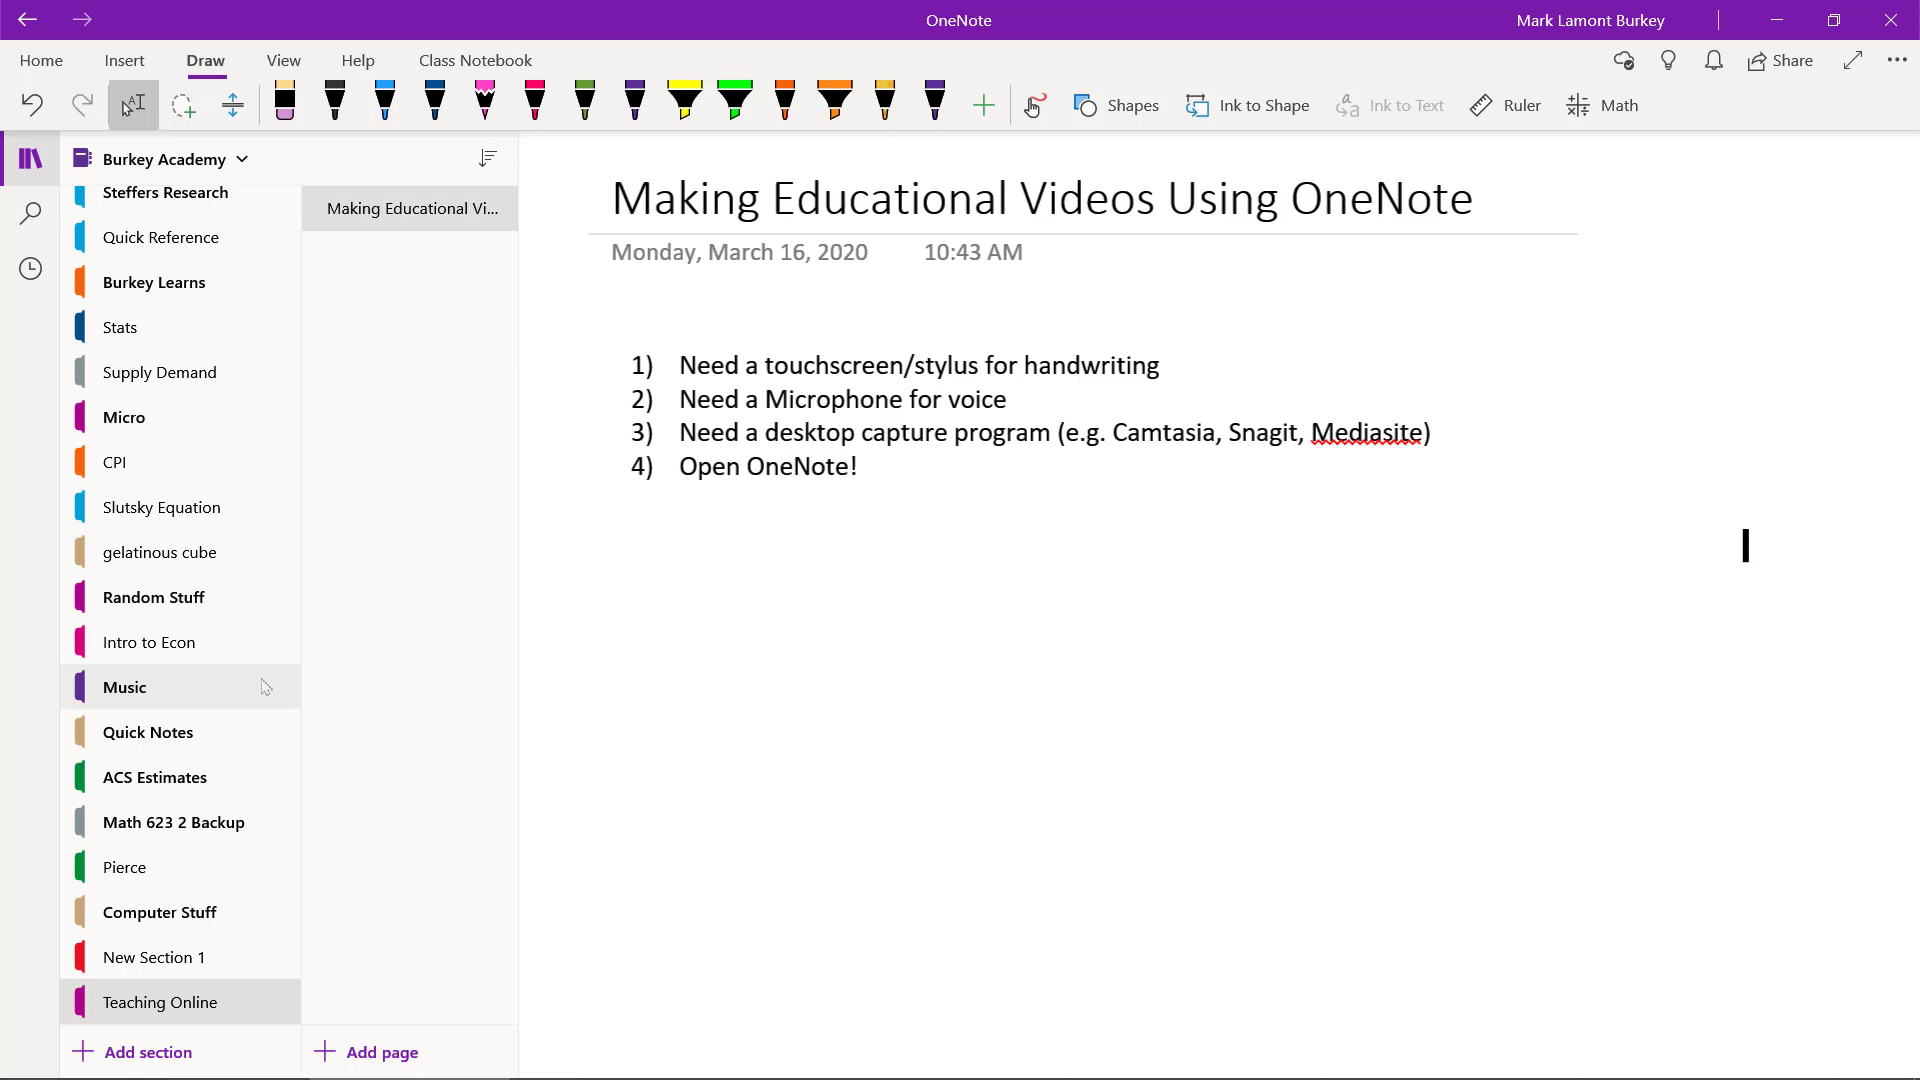 OneNote
Mark Lamont Burkey
Home Insert Draw View Help Class Notebook
Share
Shapes Ink to Shape Ink to Text Ruler Math
Burkey Academy
Steffers Research
Quick Reference
Burkey Learns
Stats
Supply Demand
Micro
CPI
Slutsky Equation
gelatinous cube
Random Stuff
Intro to Econ
Music
Quick Notes
ACS Estimates
Math 623 2 Backup
Pierce
Computer Stuff
New Section 1
Teaching Online
Add section
Making Educational Vi...
Add page
Making Educational Videos Using OneNote
Monday, March 16, 2020 10:43 AM
1) Need a touchscreen/stylus for handwriting
2) Need a Microphone for voice
3) Need a desktop capture program (e.g. Camtasia, Snagit, Mediasite)
4) Open OneNote!